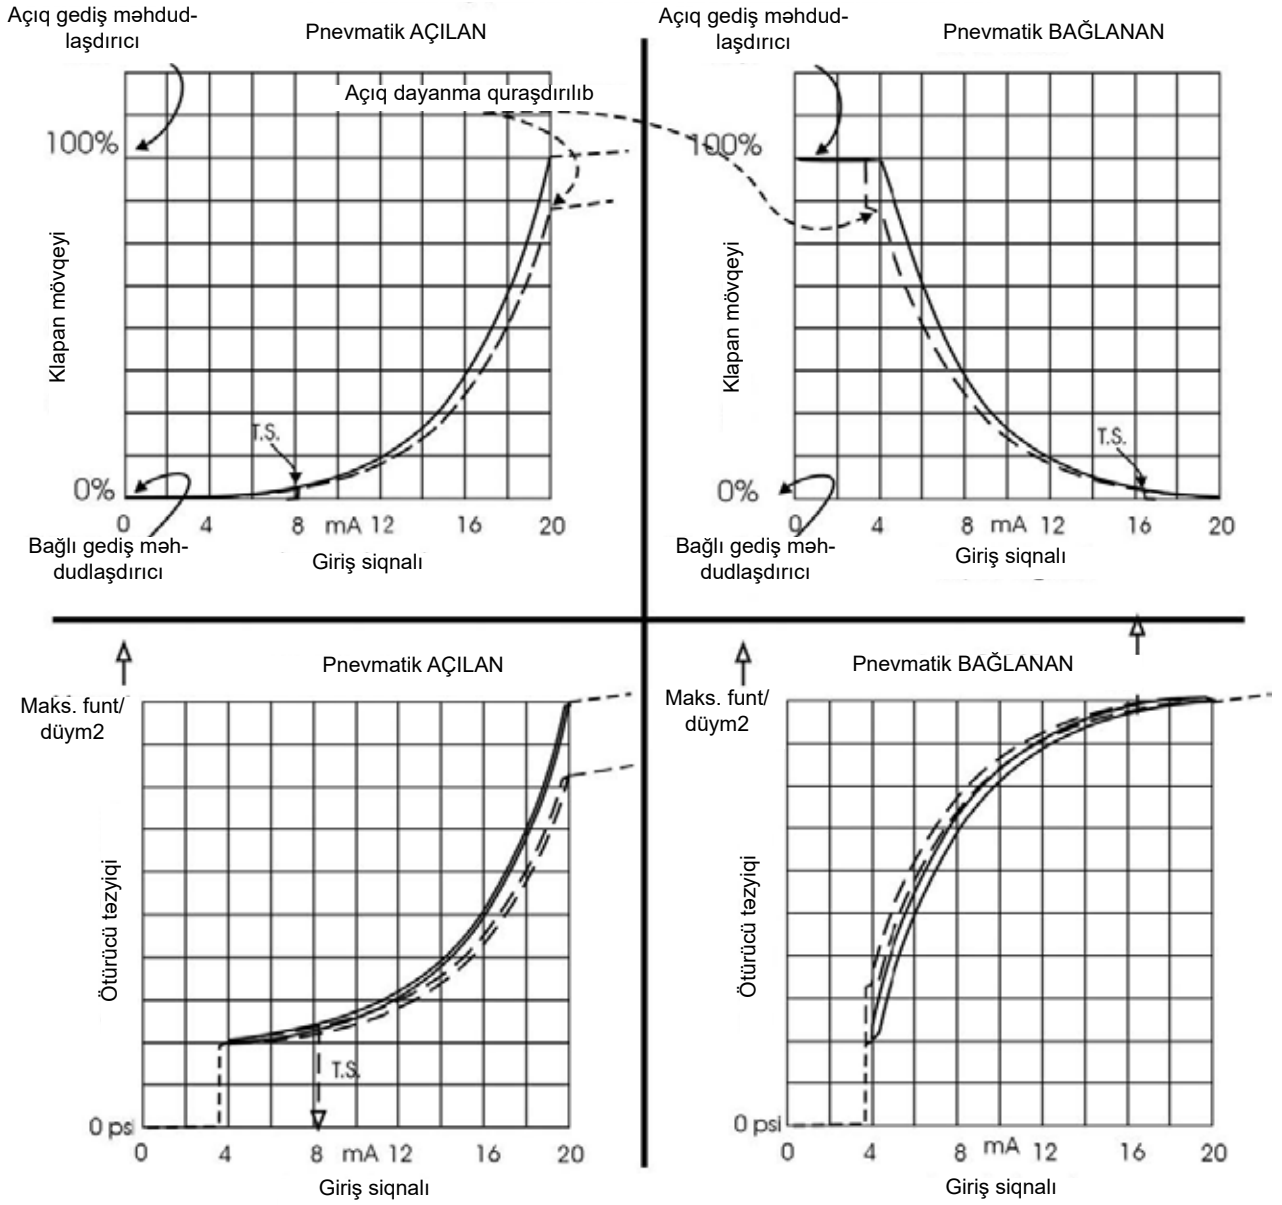 Açıq gediş məhdud-
laşdırıcı
Pnevmatik AÇILAN
Açıq dayanma quraşdırılıb
100%
Klapan mövqeyi
T.S.
0%
0 4 8 mA 12 16 20
Bağlı gediş məh-
dudlaşdırıcı
Giriş siqnalı
Açıq gediş məhdud-
laşdırıcı
Pnevmatik BAĞLANAN
100%
Klapan mövqeyi
T.S.
0%
0 4 8 mA 12 16 20
Bağlı gediş məh-
dudlaşdırıcı
Giriş siqnalı
Pnevmatik AÇILAN
Maks. funt/
düym2
Ötürücü təzyiqi
T.S.
0 psi
0 4 8 mA 12 16 20
Giriş siqnalı
Pnevmatik BAĞLANAN
Maks. funt/
düym2
Ötürücü təzyiqi
0 psi
0 4 8 mA 12 16 20
Giriş siqnalı